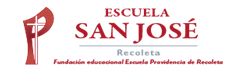 ESCUELA
SAN JOSÉ
Recoleta
Fundación educacional Escuela Providencia de Recoleta